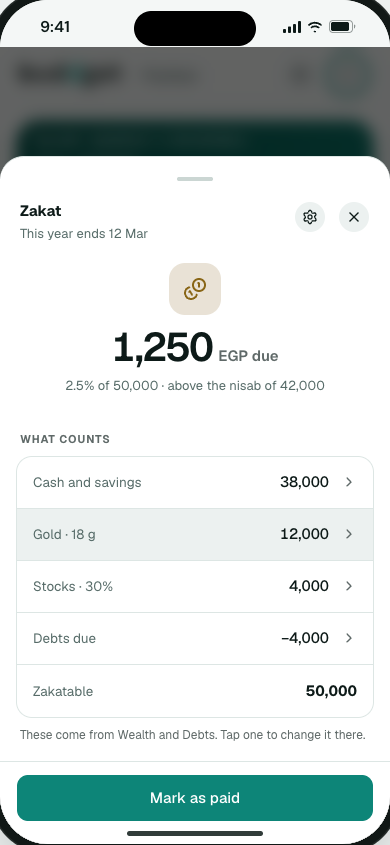 9:41
Zakat
This year ends 12 Mar
1,250 EGP due
2.5% of 50,000 · above the nisab of 42,000
WHAT COUNTS
Cash and savings 38,000
Gold · 18 g 12,000
Stocks · 30% 4,000
Debts due −4,000
Zakatable 50,000
These come from Wealth and Debts. Tap one to change it there.
Mark as paid